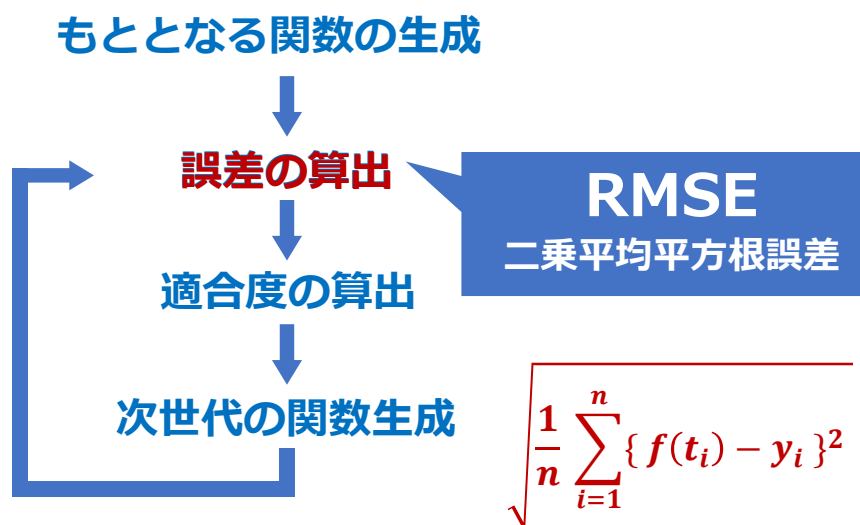 もととなる関数の生成
誤差の算出
RMSE
二乗平均平方根誤差
適合度の算出
次世代の関数生成
√(1/n ∑_{i=1}^{n} { f(t_i) − y_i }²)